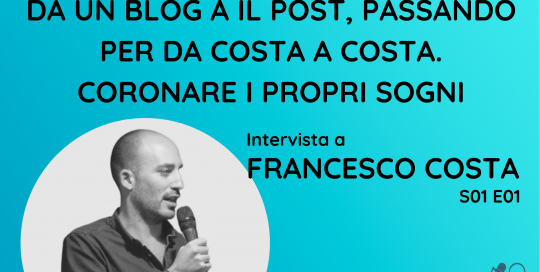 DA UN BLOG A IL POST, PASSANDO
PER DA COSTA A COSTA.
CORONARE I PROPRI SOGNI
Intervista a
FRANCESCO COSTA
S01 E01